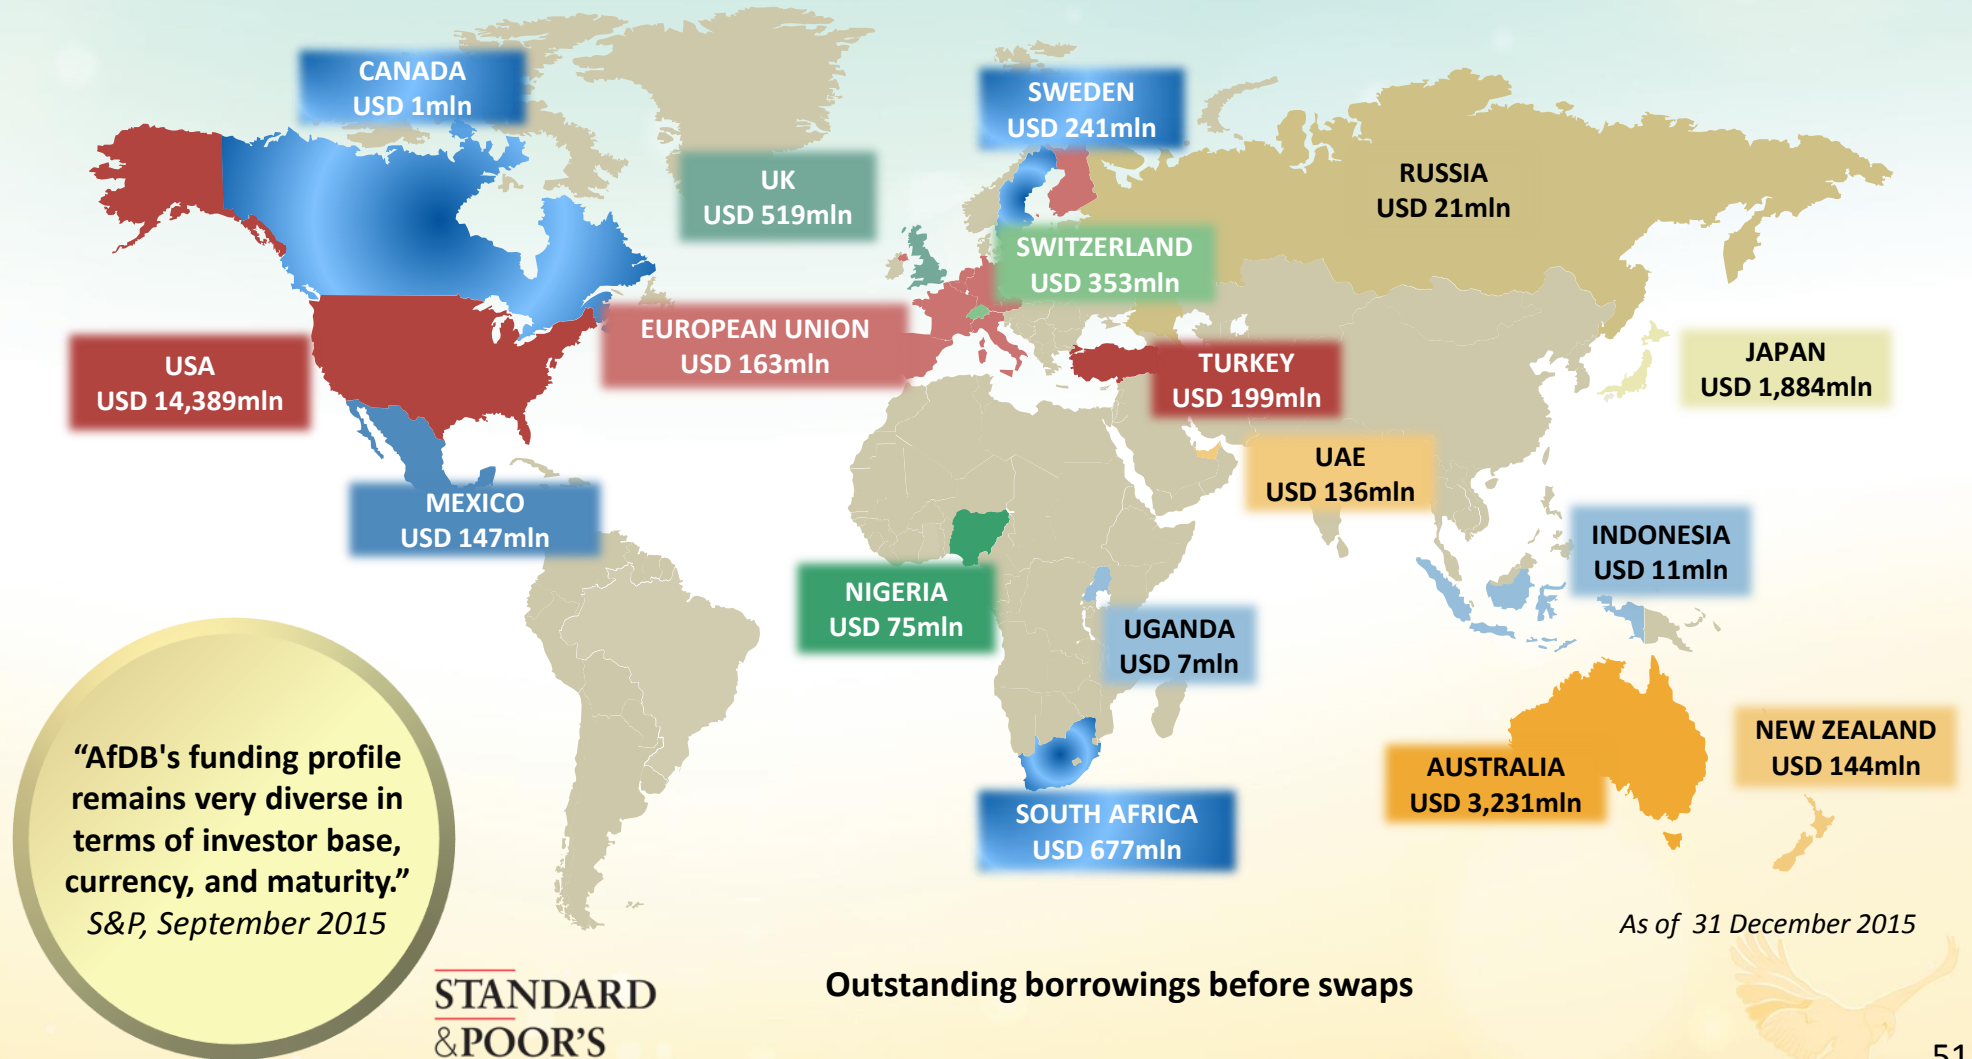 CANADA
USD 1mln
SWEDEN
USD 241mln
UK
USD 519mln
RUSSIA
USD 21mln
SWITZERLAND
USD 353mln
EUROPEAN UNION
USD 163mln
USA
USD 14,389mln
TURKEY
USD 199mln
JAPAN
USD 1,884mln
UAE
USD 136mln
MEXICO
USD 147mln
INDONESIA
USD 11mln
NIGERIA
USD 75mln
UGANDA
USD 7mln
NEW ZEALAND
USD 144mln
AUSTRALIA
USD 3,231mln
SOUTH AFRICA
USD 677mln
“AfDB's funding profile
remains very diverse in
terms of investor base,
currency, and maturity.”
S&P, September 2015
As of 31 December 2015
Outstanding borrowings before swaps
STANDARD
&POOR'S
51